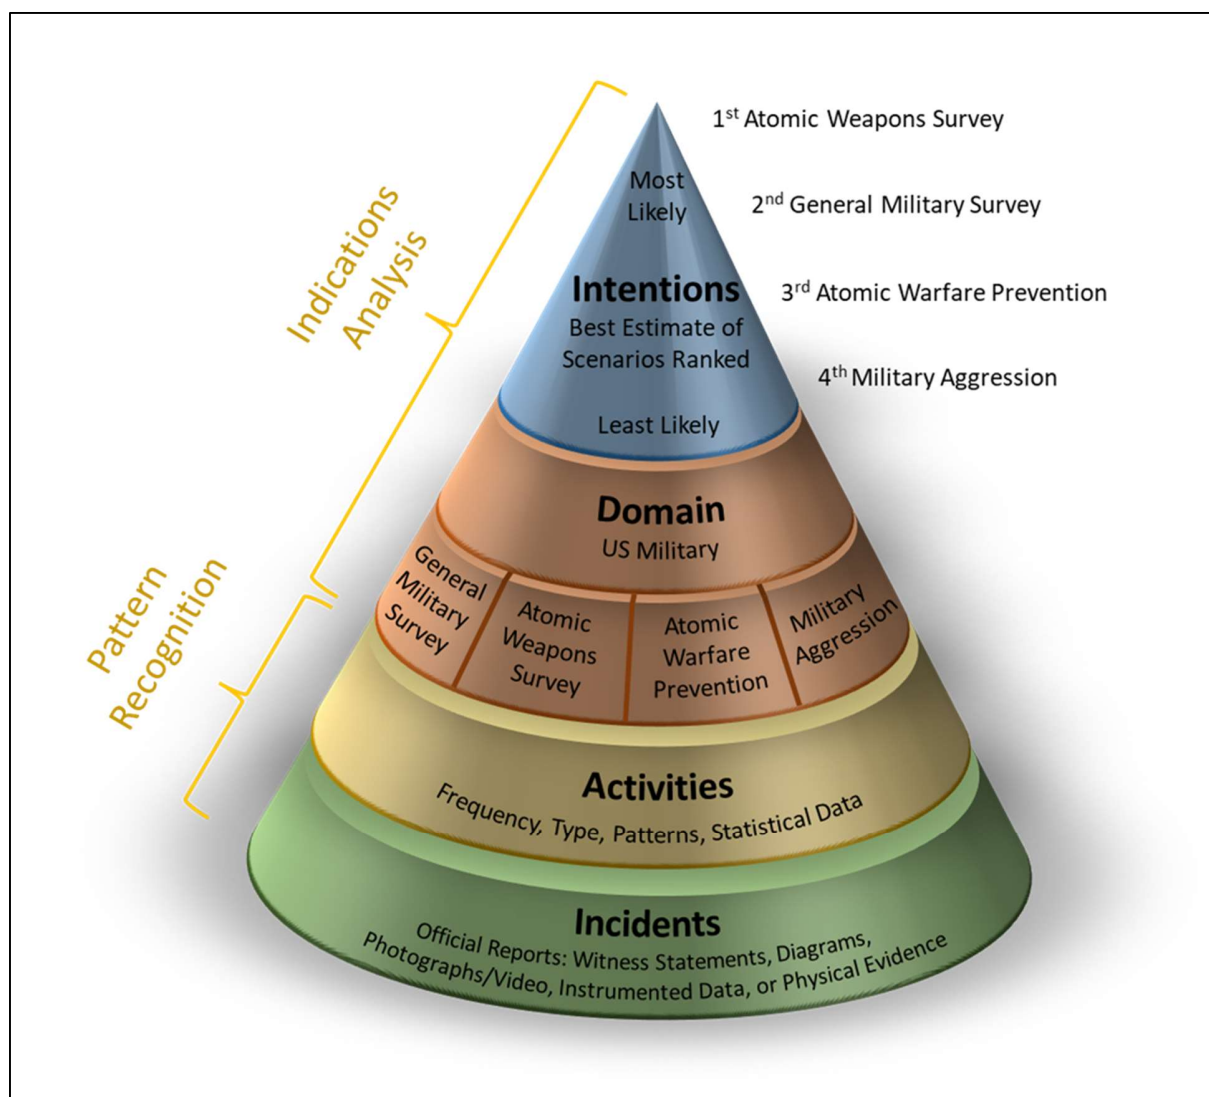 1st Atomic Weapons Survey
Most
Likely
2nd General Military Survey
Indications
Analysis
Intentions
3rd Atomic Warfare Prevention
Best Estimate of
Scenarios Ranked
4th Military Aggression
Least Likely
Domain
US Military
Pattern
Recognition
General
Military
Survey
Atomic
Weapons
Survey
Atomic
Warfare
Prevention
Military
Aggression
Activities
Frequency, Type, Patterns, Statistical Data
Incidents
Official Reports: Witness Statements, Diagrams,
Photographs/Video, Instrumented Data, or Physical Evidence